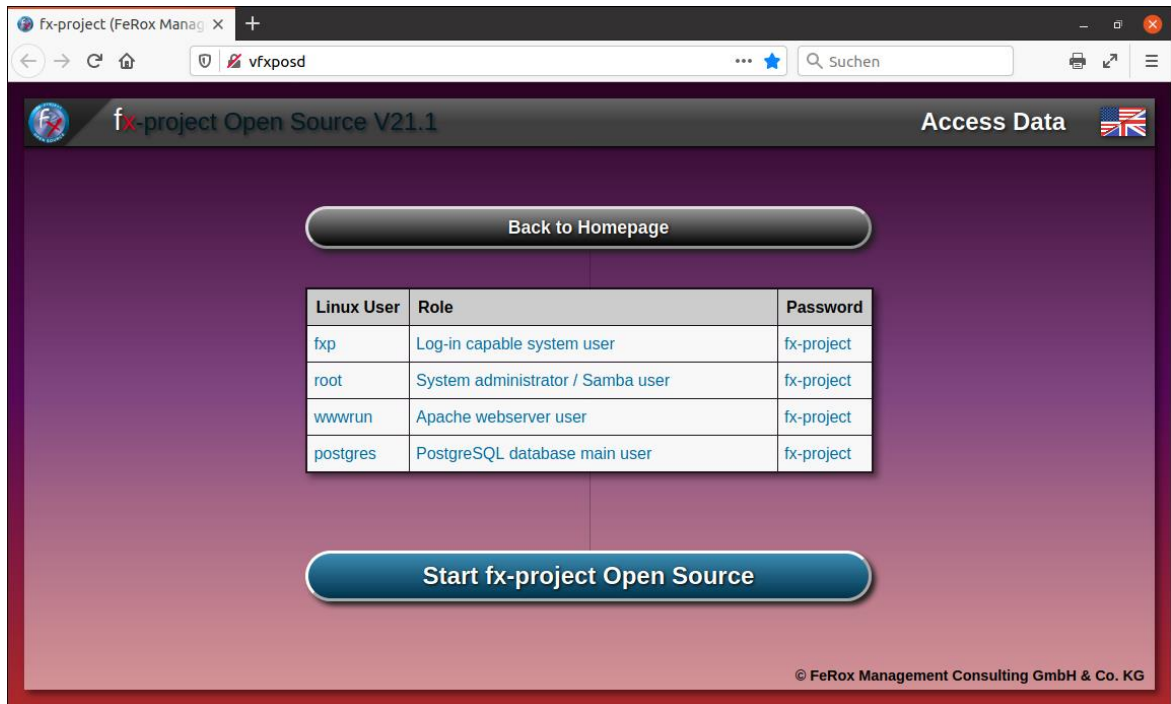 fx-project (FeRox Manag
vfxposd
Suchen
fx-project Open Source V21.1
Access Data
Back to Homepage
Linux User Role Password
fxp Log-in capable system user fx-project
root System administrator / Samba user fx-project
wwwrun Apache webserver user fx-project
postgres PostgreSQL database main user fx-project
Start fx-project Open Source
© FeRox Management Consulting GmbH & Co. KG